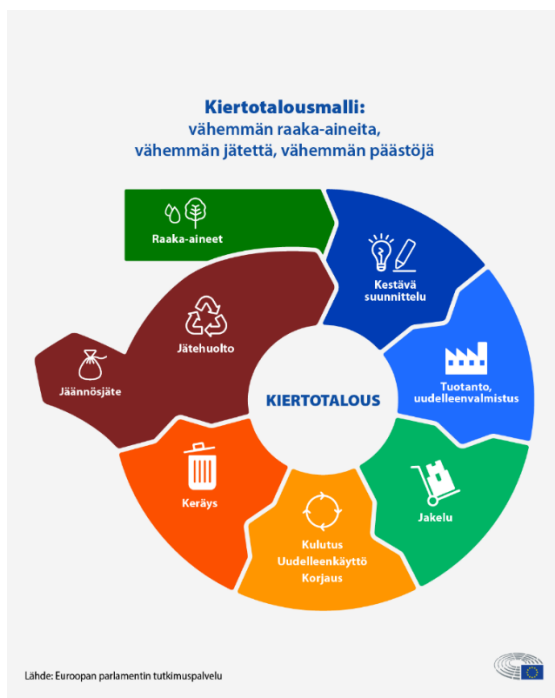 Kiertotalousmalli:
vähemmän raaka-aineita,
vähemmän jätettä, vähemmän päästöjä
Raaka-aineet
Kestävä
suunnittelu
Tuotanto,
uudelleenvalmistus
Jakelu
Kulutus
Uudelleenkäyttö
Korjaus
Keräys
Jätehuolto
Jäännösjäte
KIERTOTALOUS
Lähde: Euroopan parlamentin tutkimuspalvelu